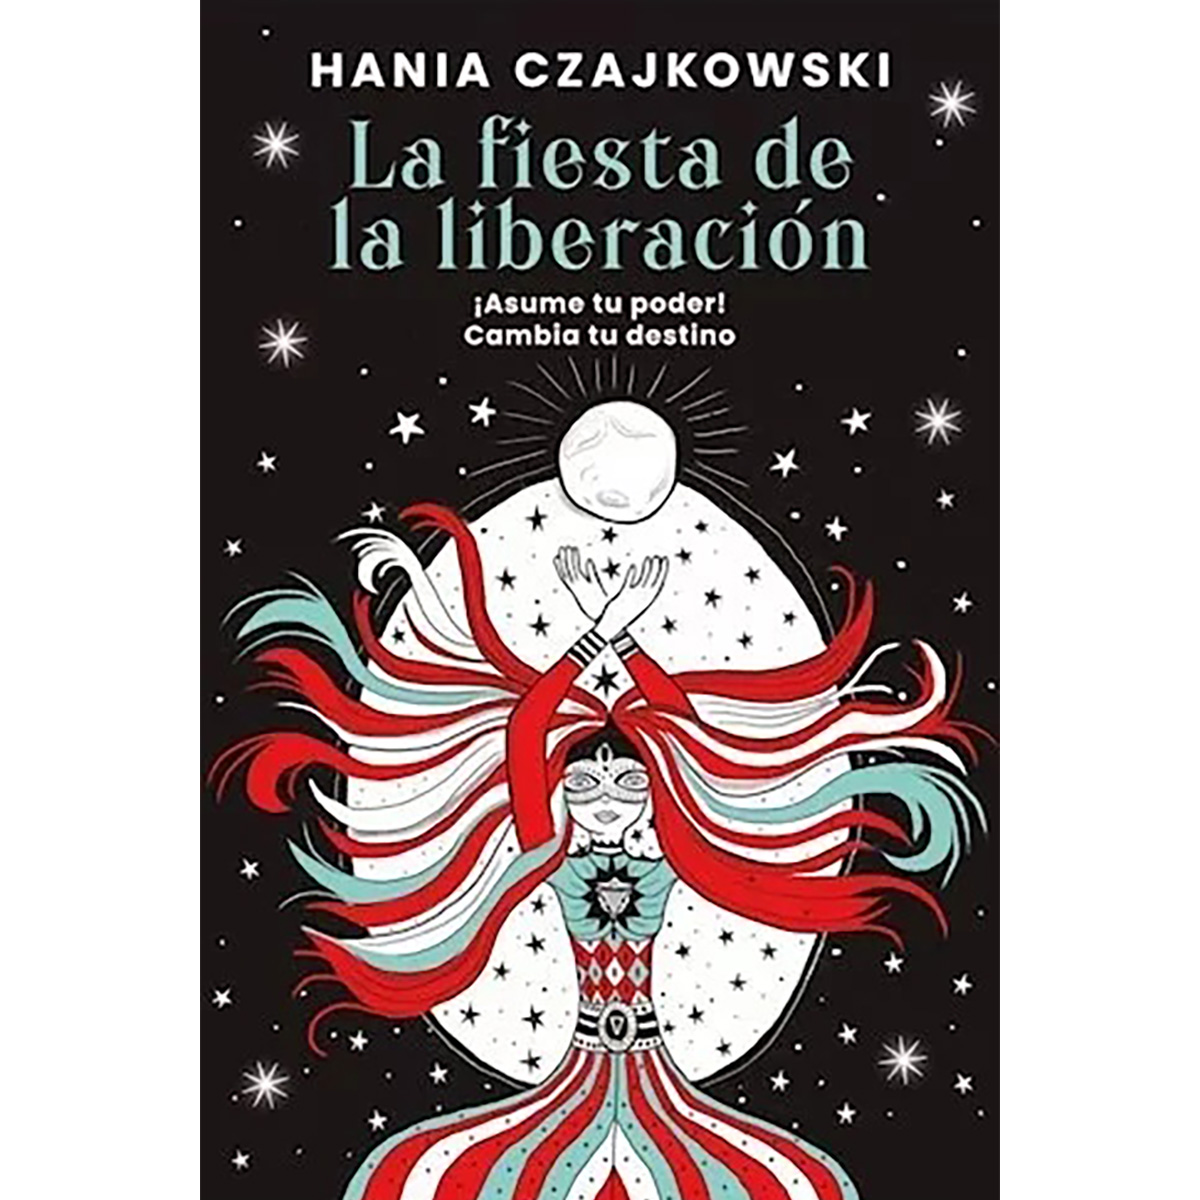 HANIA CZAJKOWSKI
La fiesta de
la liberación
¡Asume tu poder!
Cambia tu destino